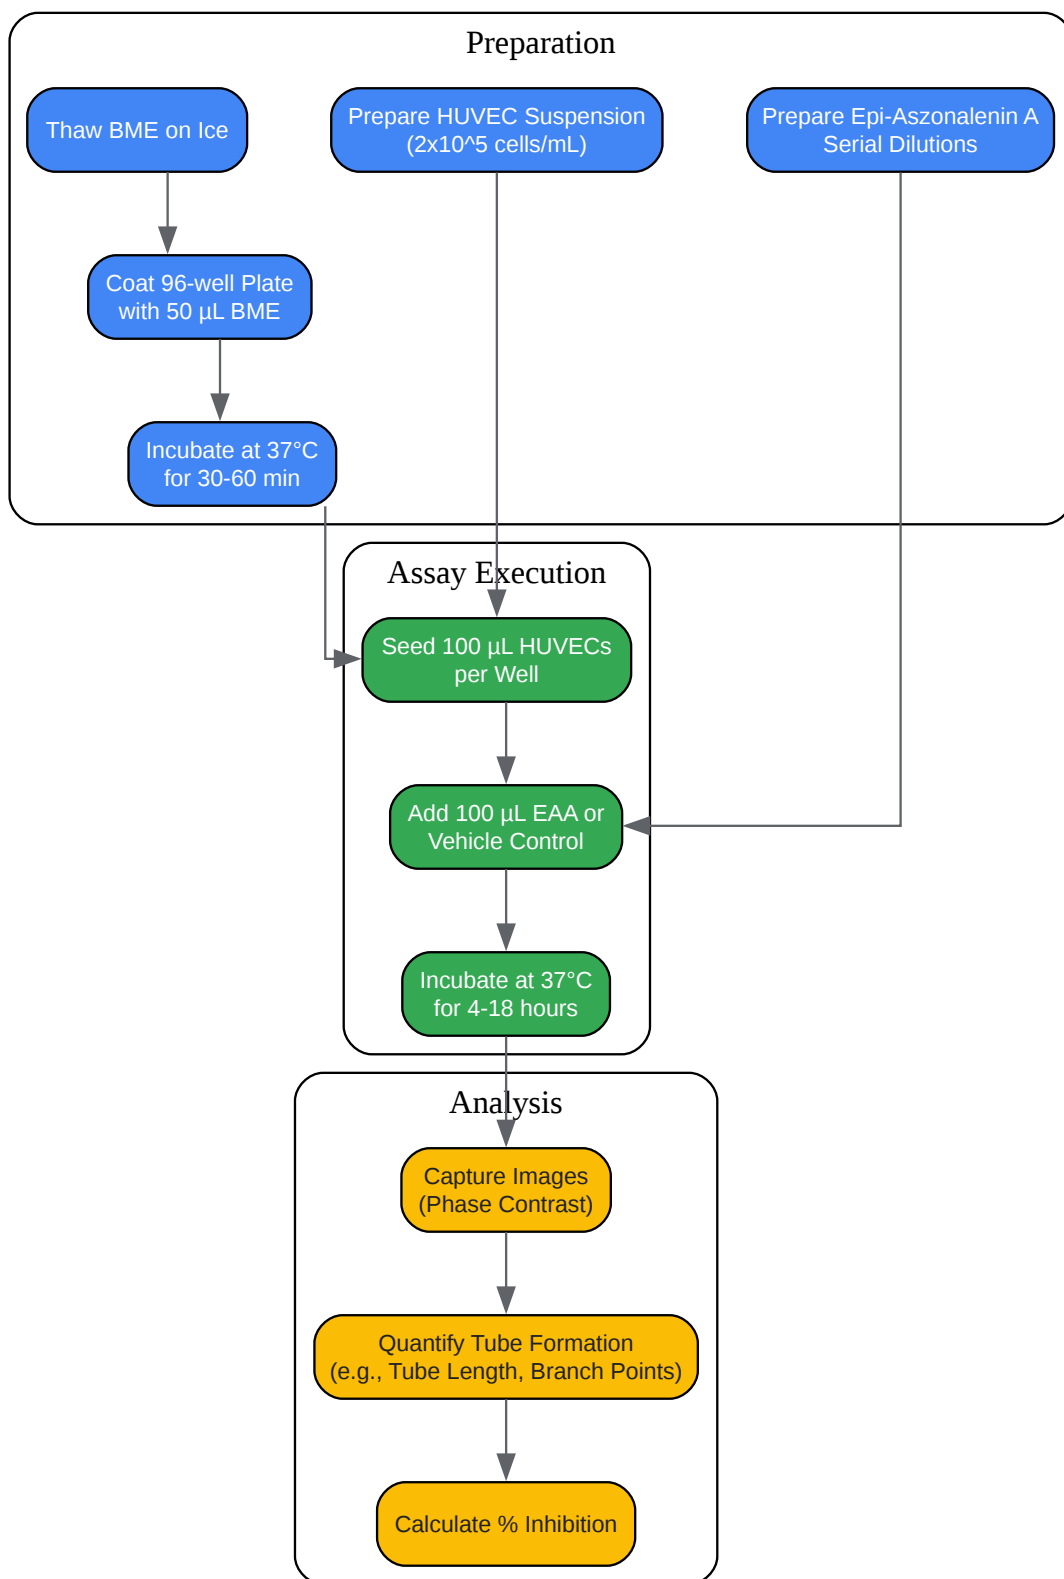 Preparation
Thaw BME on Ice
Prepare HUVEC Suspension
(2x10^5 cells/mL)
Prepare Epi-Aszonalenin A
Serial Dilutions
Coat 96-well Plate
with 50 µL BME
Incubate at 37°C
for 30-60 min
Assay Execution
Seed 100 µL HUVECs
per Well
Add 100 µL EAA or
Vehicle Control
Incubate at 37°C
for 4-18 hours
Analysis
Capture Images
(Phase Contrast)
Quantify Tube Formation
(e.g., Tube Length, Branch Points)
Calculate % Inhibition